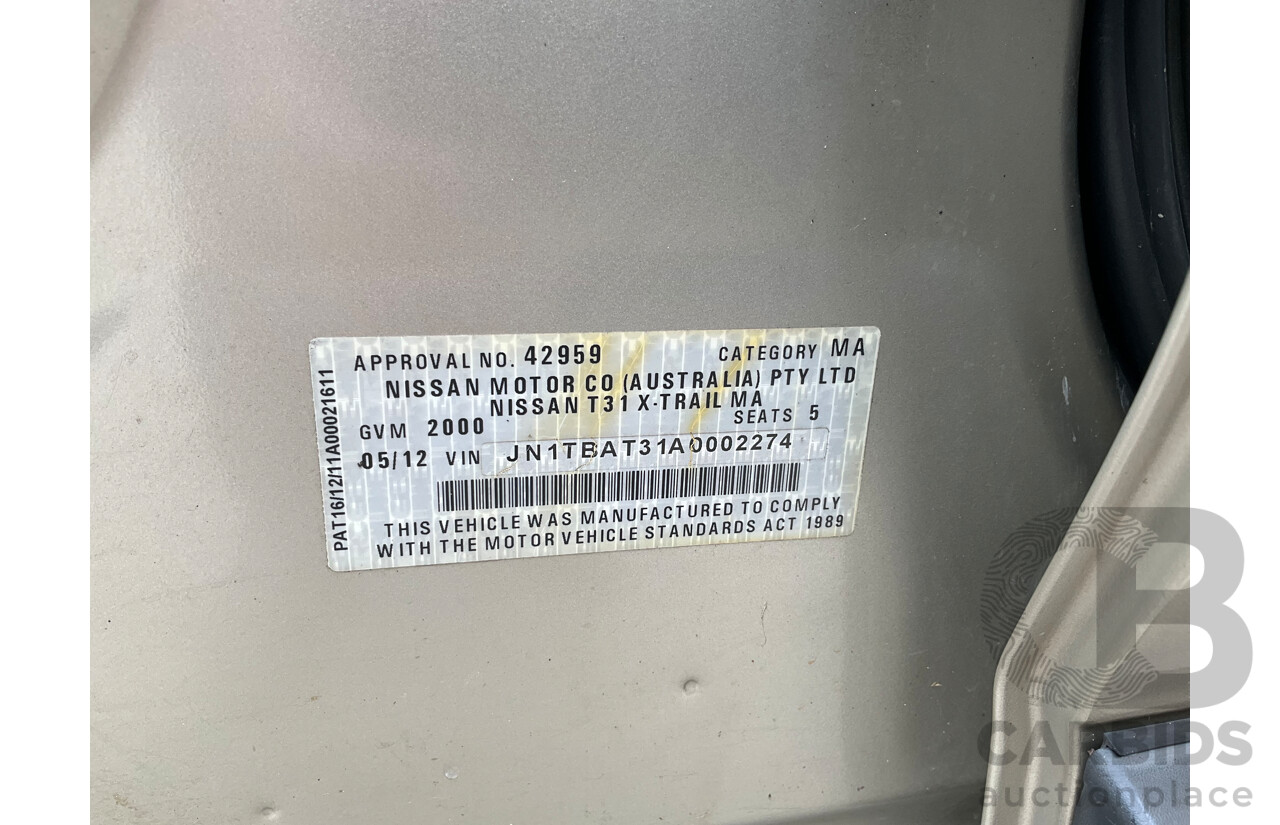 APPROVAL NO. 42959 CATEGORY MA
NISSAN MOTOR CO (AUSTRALIA) PTY LTD
NISSAN T31 X-TRAIL MA
GVM 2000 SEATS 5
05/12 VIN JN1TBAT31A0002274
THIS VEHICLE WAS MANUFACTURED TO COMPLY
WITH THE MOTOR VEHICLE STANDARDS ACT 1989
PAT16/12/11A00021611
CB
CARBIDS
auctionplace